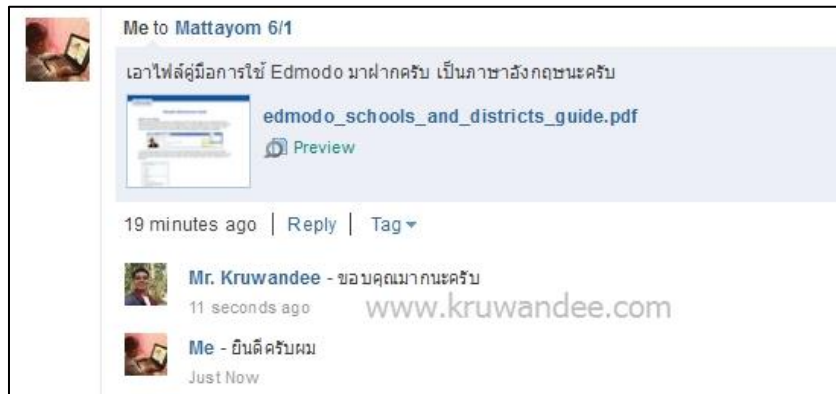 Me to Mattayom 6/1
เอาไฟล์คู่มือการใช้ Edmodo มาฝากครับ เป็นภาษาอังกฤษนะครับ
edmodo_schools_and_districts_guide.pdf
Preview
19 minutes ago | Reply | Tag
Mr. Kruwandee - ขอบคุณมากนะครับ
11 seconds ago
www.kruwandee.com
Me - ยินดีครับผม
Just Now